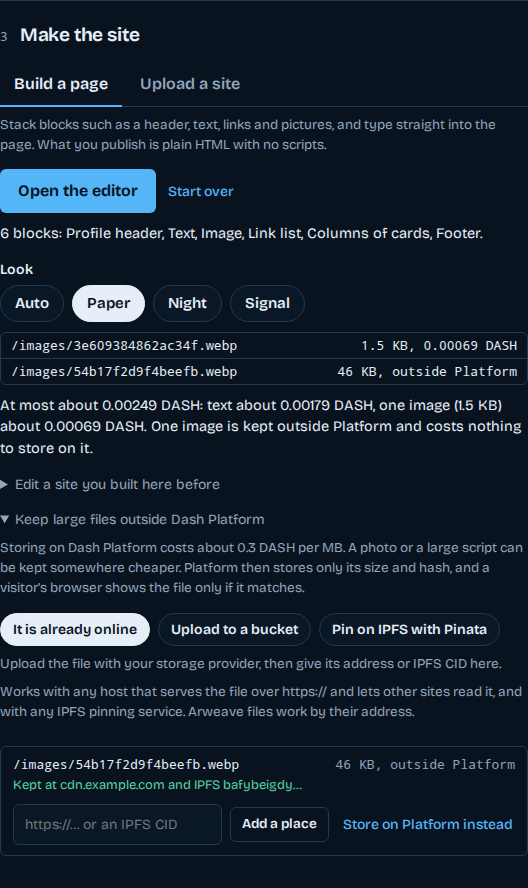 3 Make the site
Build a page Upload a site
Stack blocks such as a header, text, links and pictures, and type straight into the
page. What you publish is plain HTML with no scripts.
Open the editor Start over
6 blocks: Profile header, Text, Image, Link list, Columns of cards, Footer.
Look
Auto Paper Night Signal
/images/3e609384862ac34f.webp 1.5 KB, 0.00069 DASH
/images/54b17f2d9f4beefb.webp 46 KB, outside Platform
At most about 0.00249 DASH: text about 0.00179 DASH, one image (1.5 KB)
about 0.00069 DASH. One image is kept outside Platform and costs nothing
to store on it.
Edit a site you built here before
Keep large files outside Dash Platform
Storing on Dash Platform costs about 0.3 DASH per MB. A photo or a large script can
be kept somewhere cheaper. Platform then stores only its size and hash, and a
visitor's browser shows the file only if it matches.
It is already online Upload to a bucket Pin on IPFS with Pinata
Upload the file with your storage provider, then give its address or IPFS CID here.
Works with any host that serves the file over https:// and lets other sites read it, and
with any IPFS pinning service. Arweave files work by their address.
/images/54b17f2d9f4beefb.webp 46 KB, outside Platform
Kept at cdn.example.com and IPFS bafybeigdy...
https://... or an IPFS CID Add a place Store on Platform instead